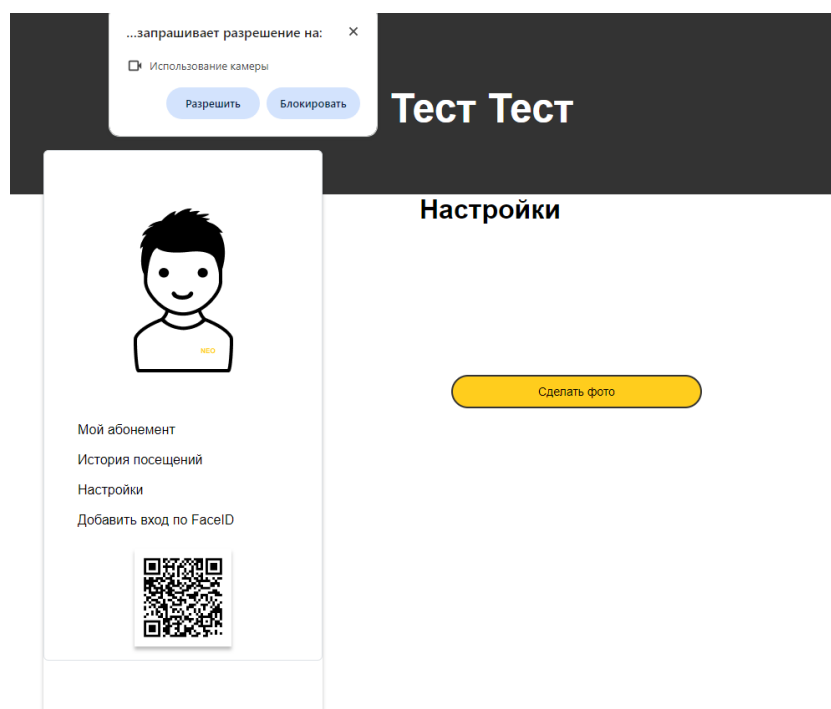 ...запрашивает разрешение на:
Использование камеры
Разрешить Блокировать
Тест Тест
Настройки
NEO
Сделать фото
Мой абонемент
История посещений
Настройки
Добавить вход по FaceID